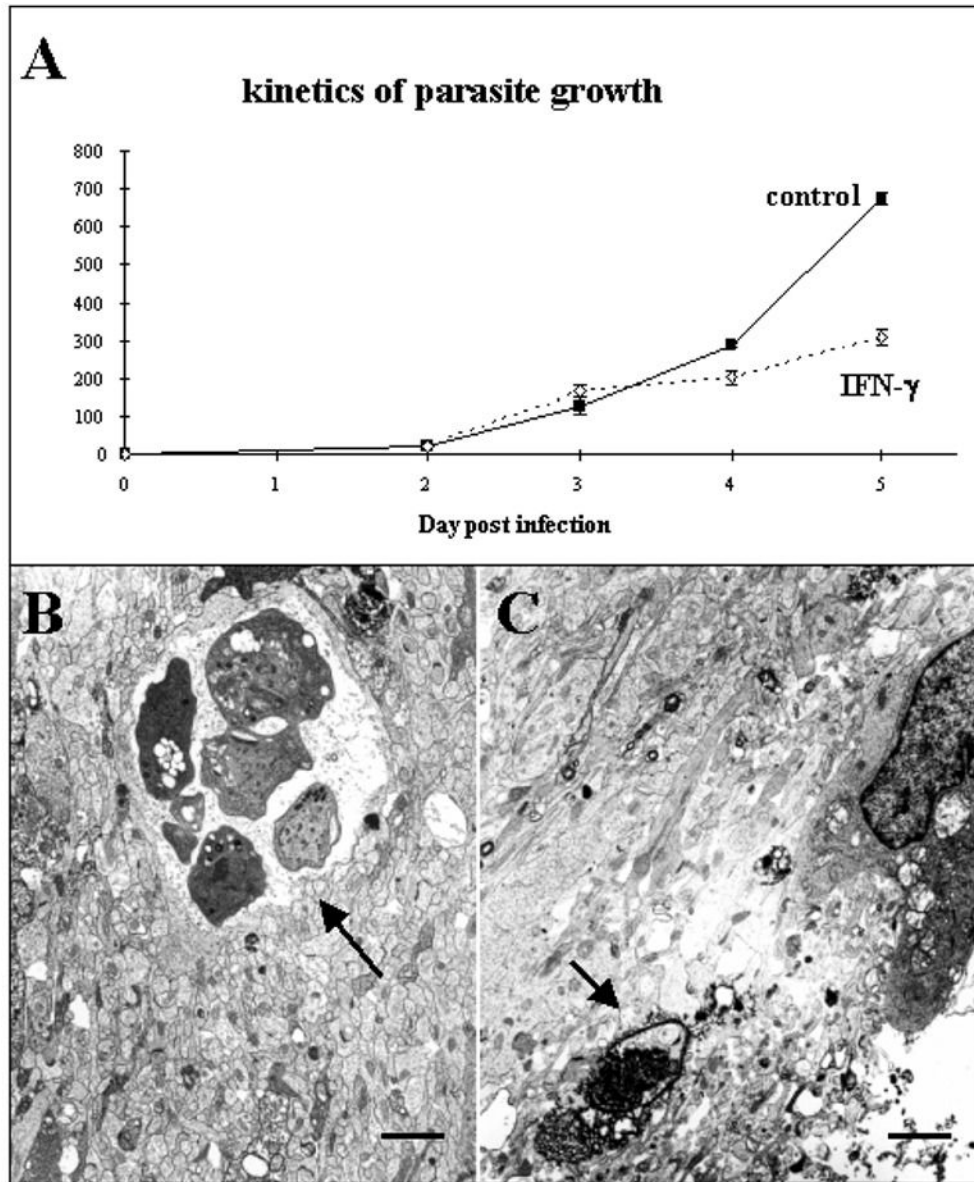 A
kinetics of parasite growth
800
700
600
500
400
300
200
100
0
control
IFN-γ
0 1 2 3 4 5
Day post infection
B
C